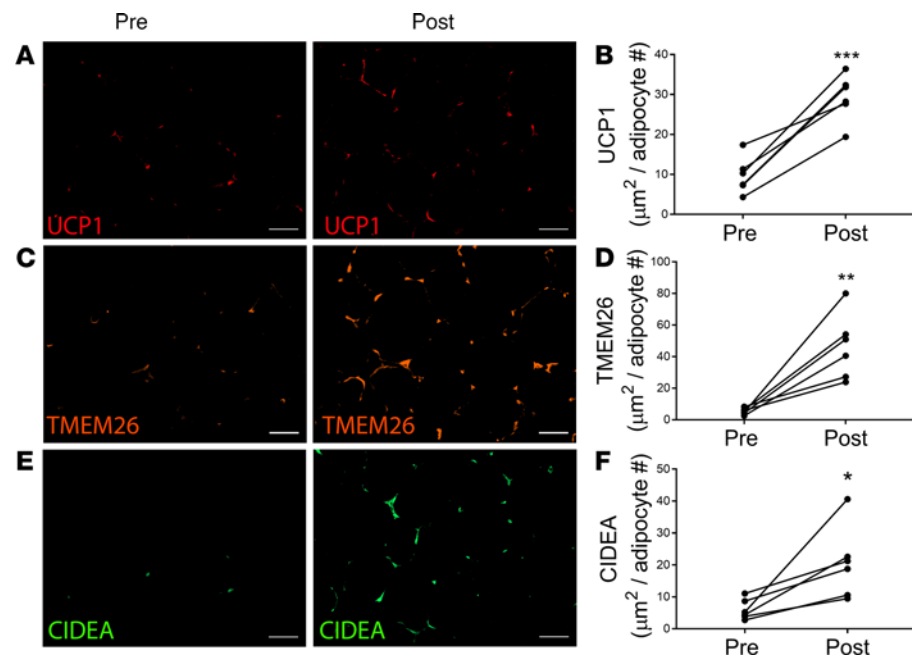 Pre
Post
A
UCP1
UCP1
B
UCP1
(μm² / adipocyte #)
40
30
20
10
0
***
Pre
Post
C
TMEM26
TMEM26
D
TMEM26
(μm² / adipocyte #)
100
80
60
40
20
0
**
Pre
Post
E
CIDEA
CIDEA
F
CIDEA
(μm² / adipocyte #)
50
40
30
20
10
0
*
Pre
Post